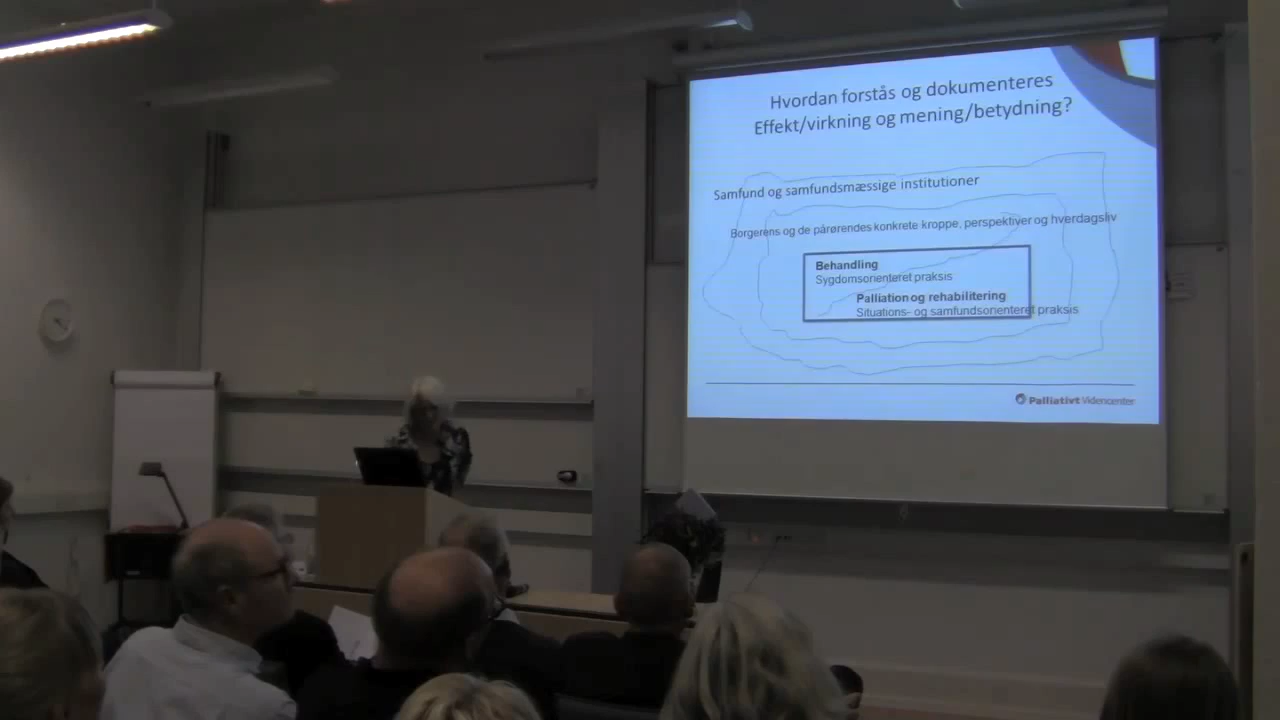 Hvordan forstås og dokumenteres
Effekt/virkning og mening/betydning?
Samfund og samfundsmæssige institutioner
Borgerens og de pårørendes konkrete kroppe, perspektiver og hverdagsliv
Behandling
Sygdomsorienteret praksis
Palliation og rehabilitering
Situations- og samfundsorienteret praksis
Palliativt Videncenter